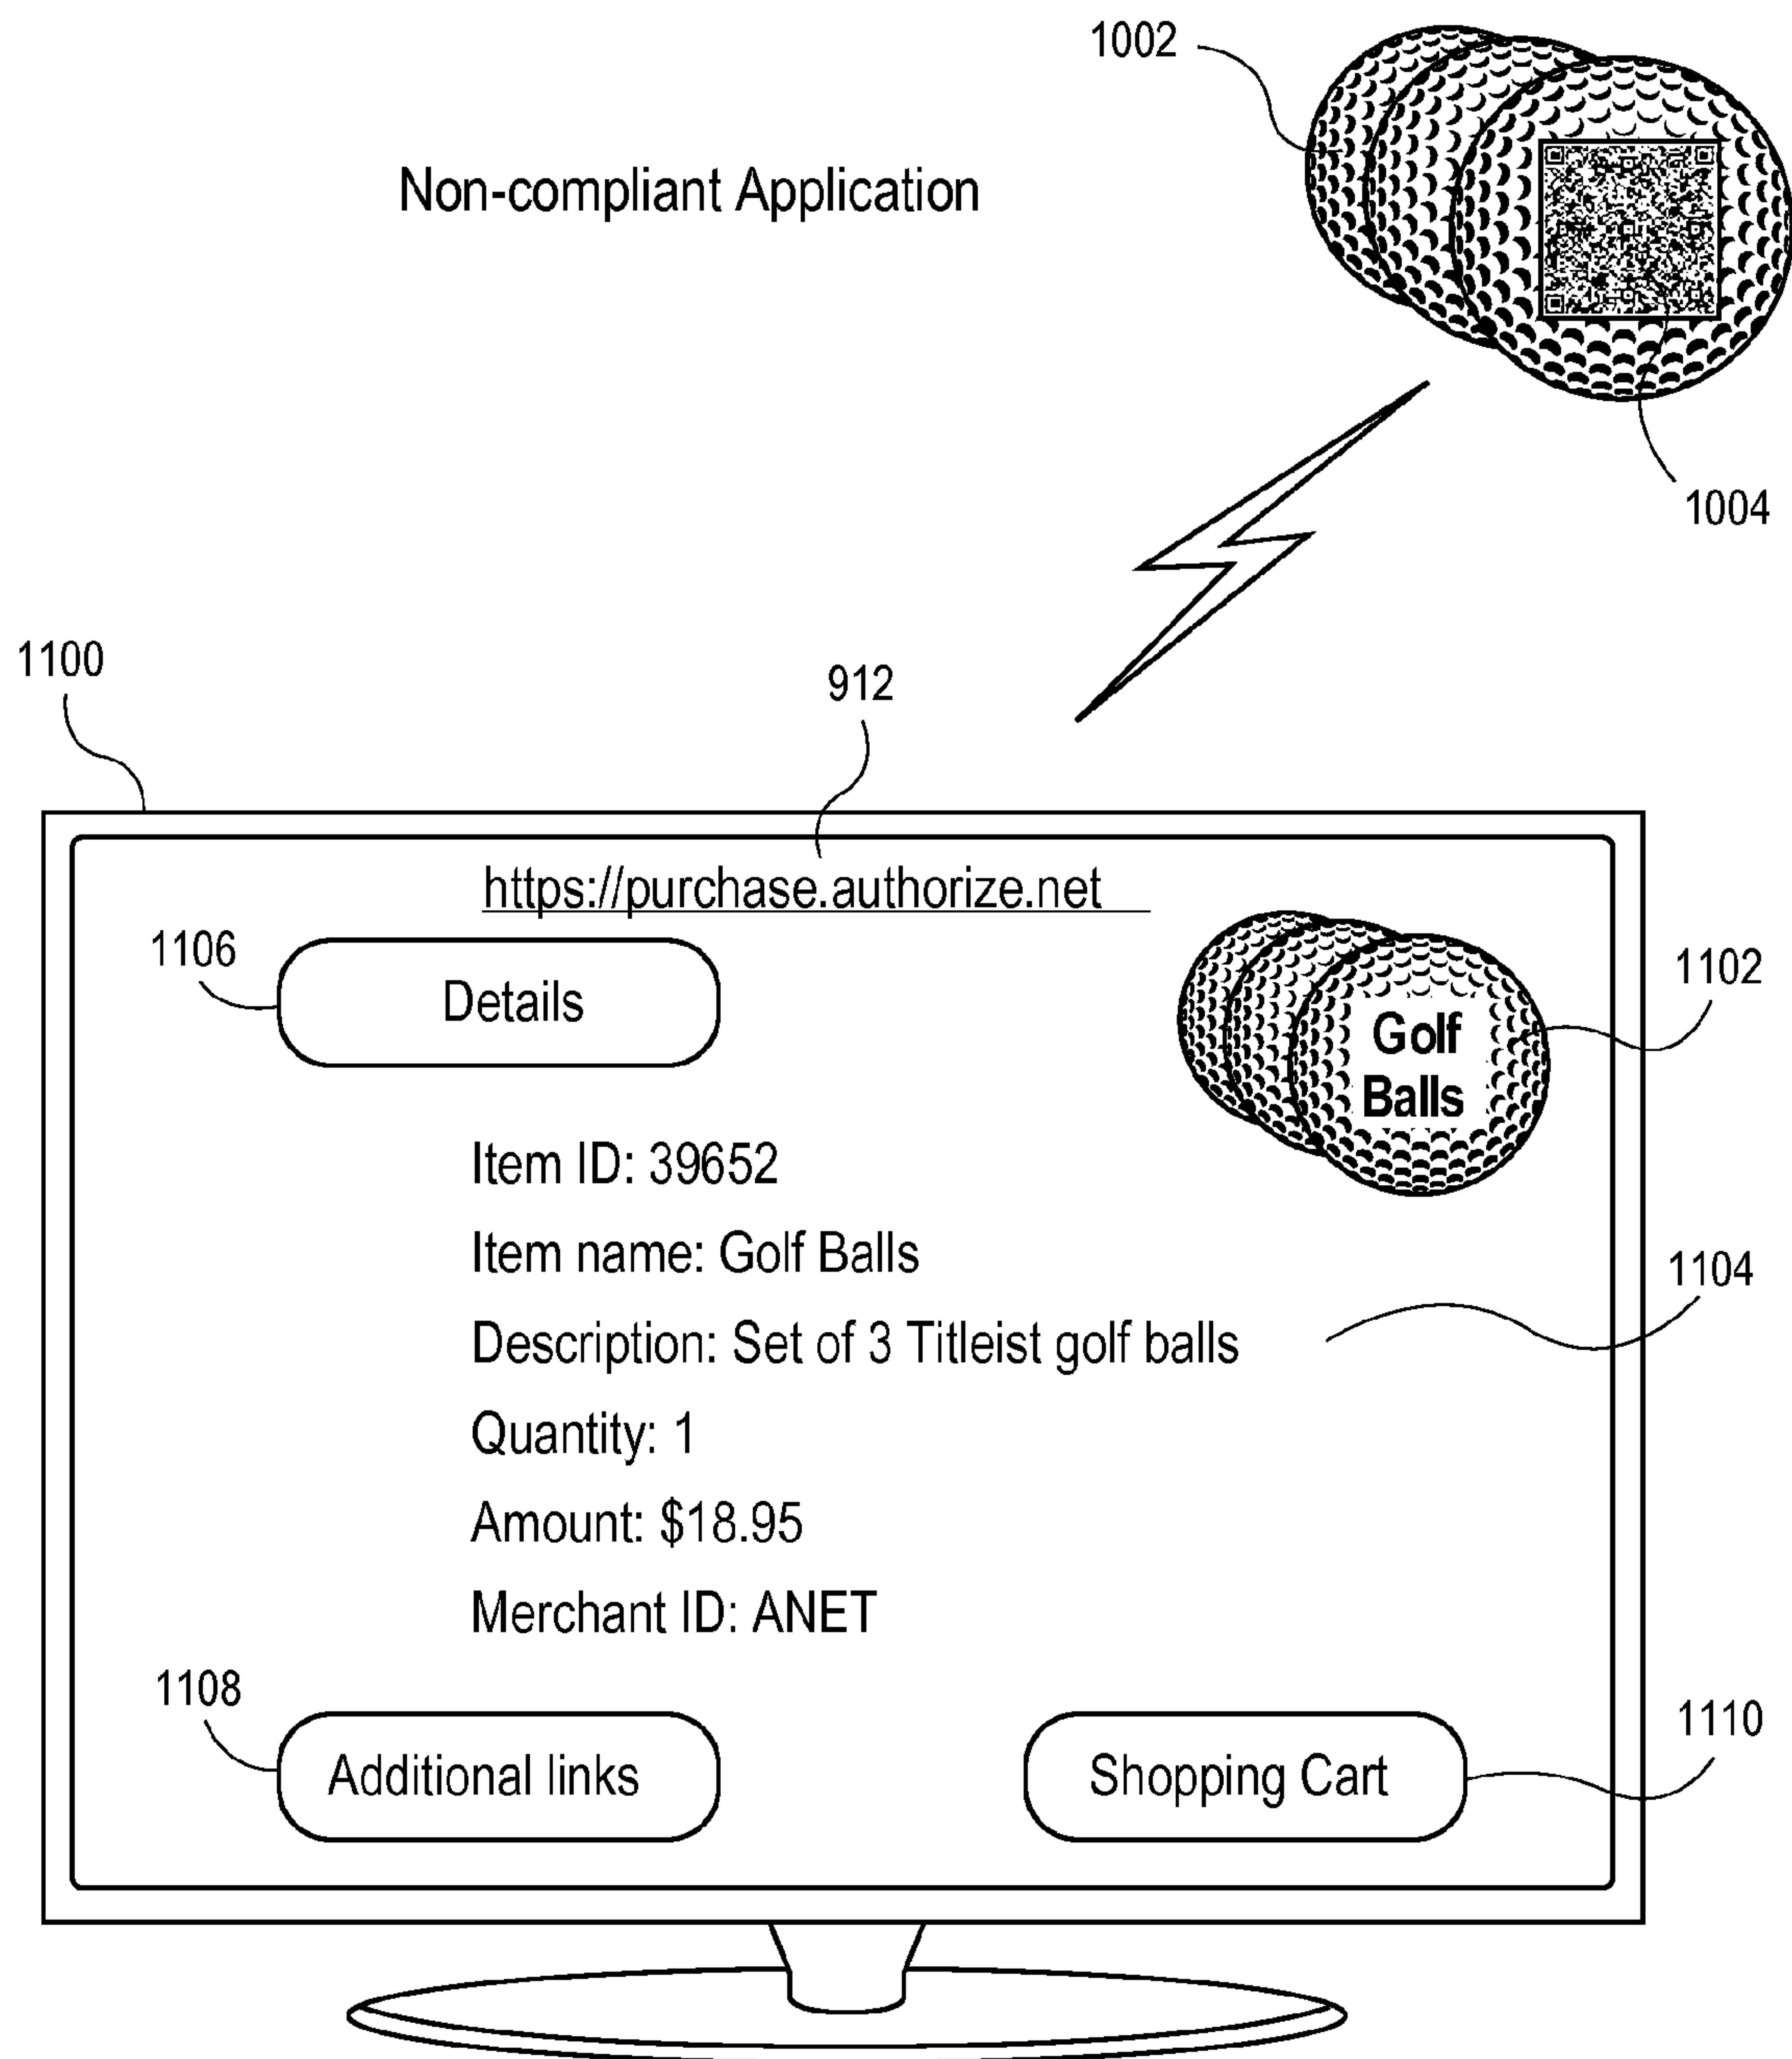 1002
Non-compliant Application
1004
1100
912
https://purchase.authorize.net
1106
Details
1102
Golf
Balls
Item ID: 39652
Item name: Golf Balls
1104
Description: Set of 3 Titleist golf balls
Quantity: 1
Amount: $18.95
Merchant ID: ANET
1108
1110
Additional links
Shopping Cart